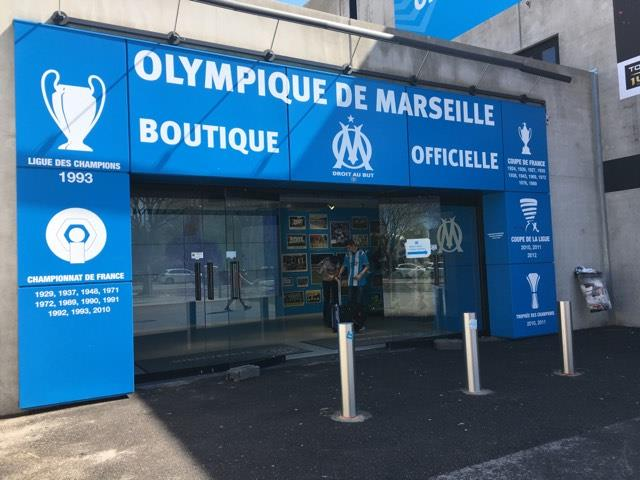 OLYMPIQUE DE MARSEILLE
BOUTIQUE
OFFICIELLE
DROIT AU BUT
LIGUE DES CHAMPIONS
1993
CHAMPIONNAT DE FRANCE
1929, 1937, 1948, 1971
1972, 1989, 1990, 1991
1992, 1993, 2010
COUPE DE FRANCE
1924, 1926, 1927, 1935
1938, 1943, 1969, 1972
1976, 1989
COUPE DE LA LIGUE
2010, 2011,
2012
TROPHÉE DES CHAMPIONS
2010, 2011